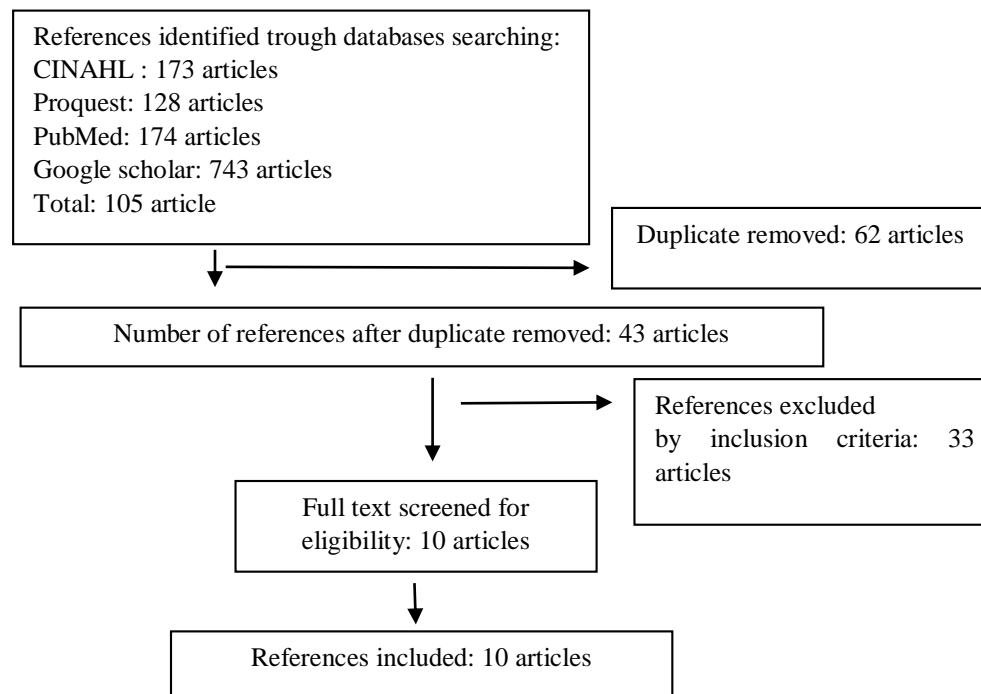 References identified trough databases searching:
CINAHL : 173 articles
Proquest: 128 articles
PubMed: 174 articles
Google scholar: 743 articles
Total: 105 article
Duplicate removed: 62 articles
Number of references after duplicate removed: 43 articles
References excluded
by inclusion criteria: 33
articles
Full text screened for
eligibility: 10 articles
References included: 10 articles